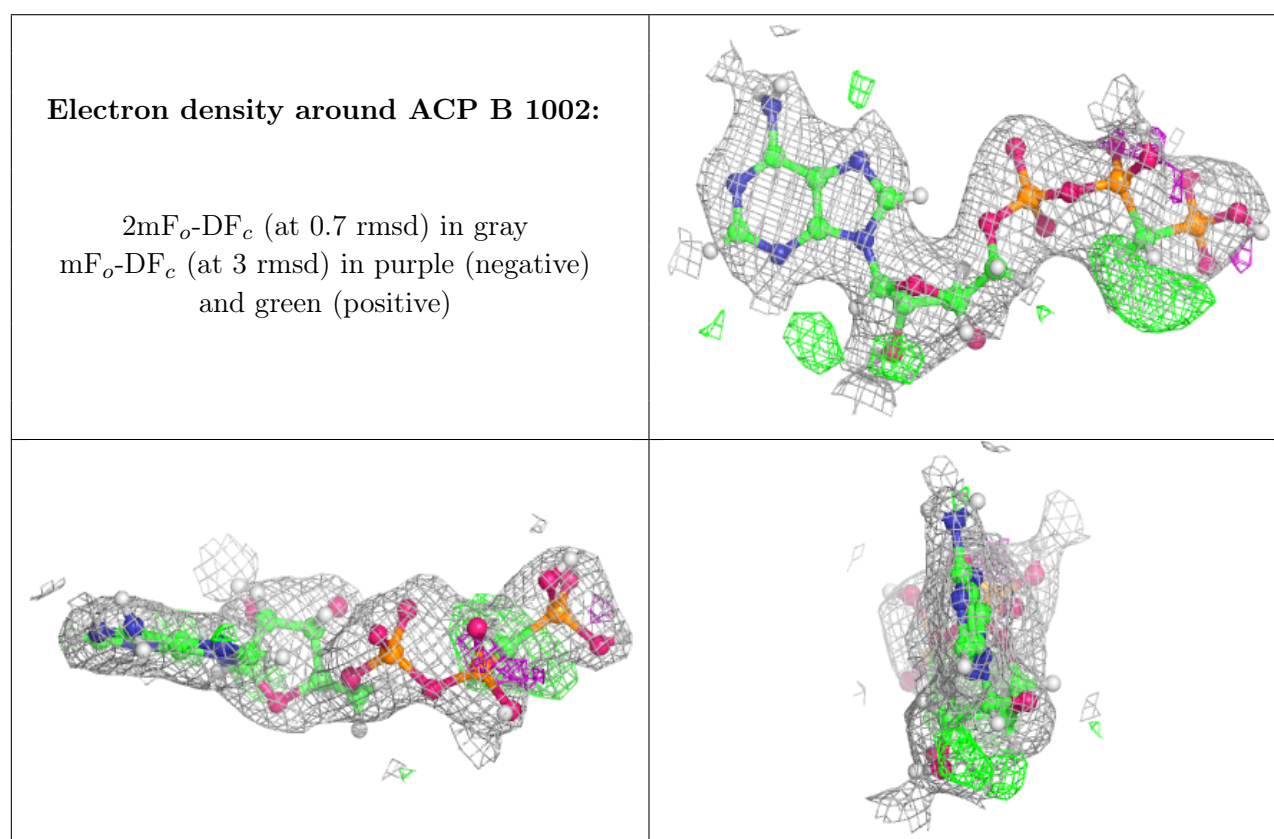 Electron density around ACP B 1002:
2mFₒ-DF𝒸 (at 0.7 rmsd) in gray
mFₒ-DF𝒸 (at 3 rmsd) in purple (negative)
and green (positive)